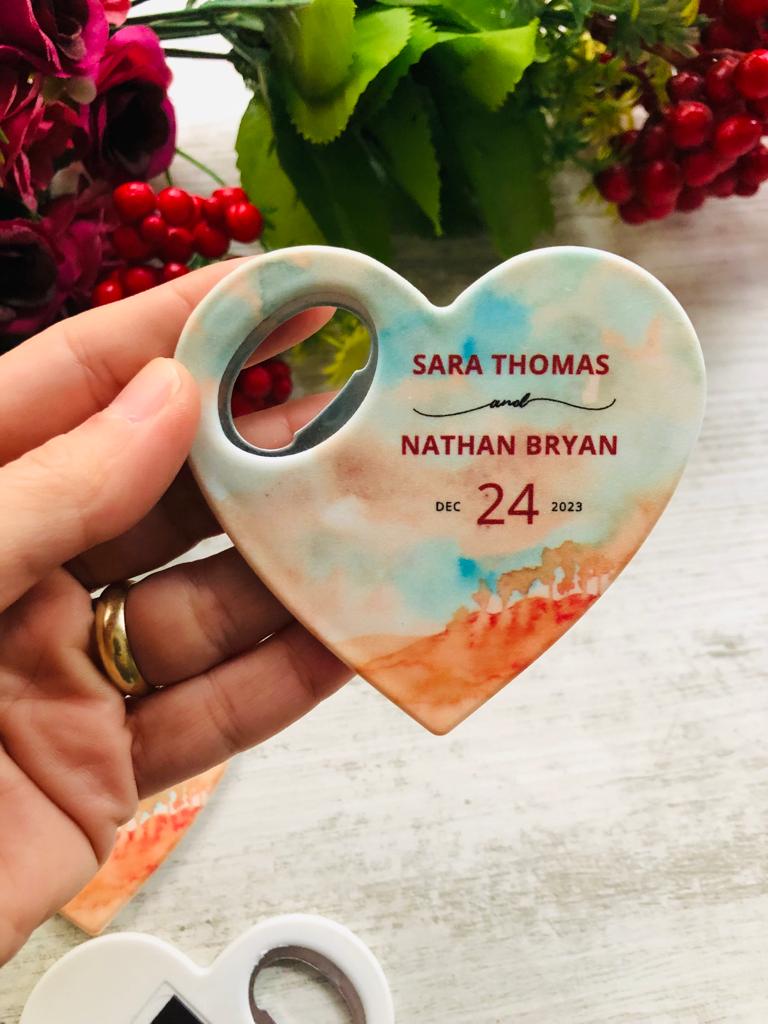 SARA THOMAS
and
NATHAN BRYAN
DEC 24 2023